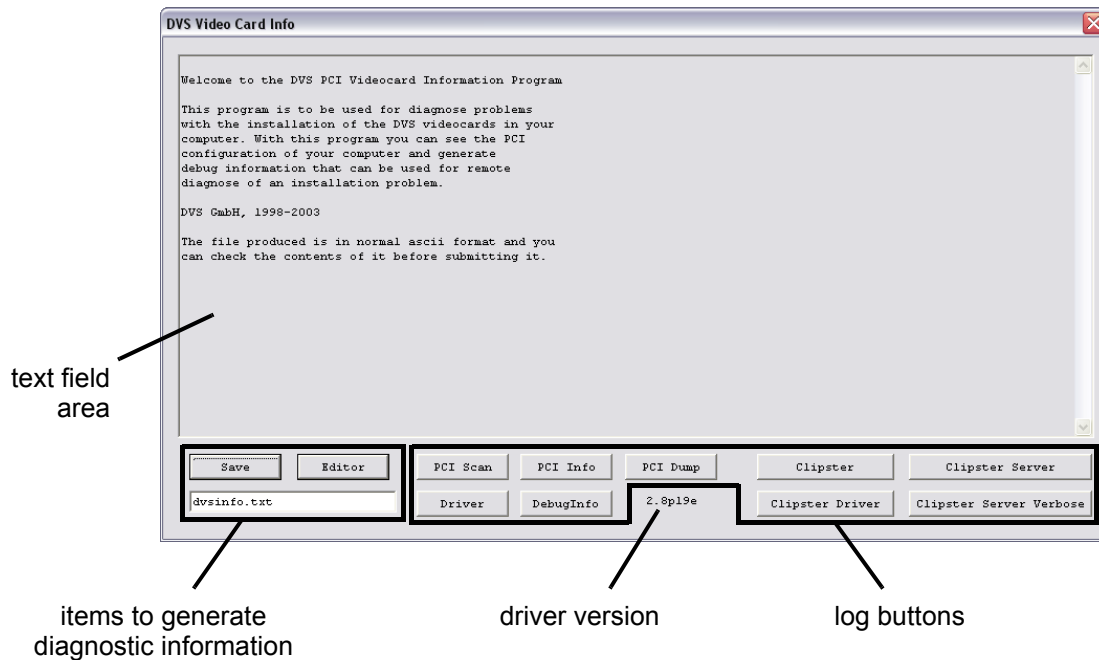 DVS Video Card Info
Welcome to the DVS PCI Videocard Information Program
This program is to be used for diagnose problems
with the installation of the DVS videocards in your
computer. With this program you can see the PCI
configuration of your computer and generate
debug information that can be used for remote
diagnose of an installation problem.
DVS GmbH, 1998-2003
The file produced is in normal ascii format and you
can check the contents of it before submitting it.
text field
area
Save Editor PCI Scan PCI Info PCI Dump Clipster Clipster Server
dvsinfo.txt Driver DebugInfo 2.8p19e Clipster Driver Clipster Server Verbose
items to generate
diagnostic information
driver version
log buttons